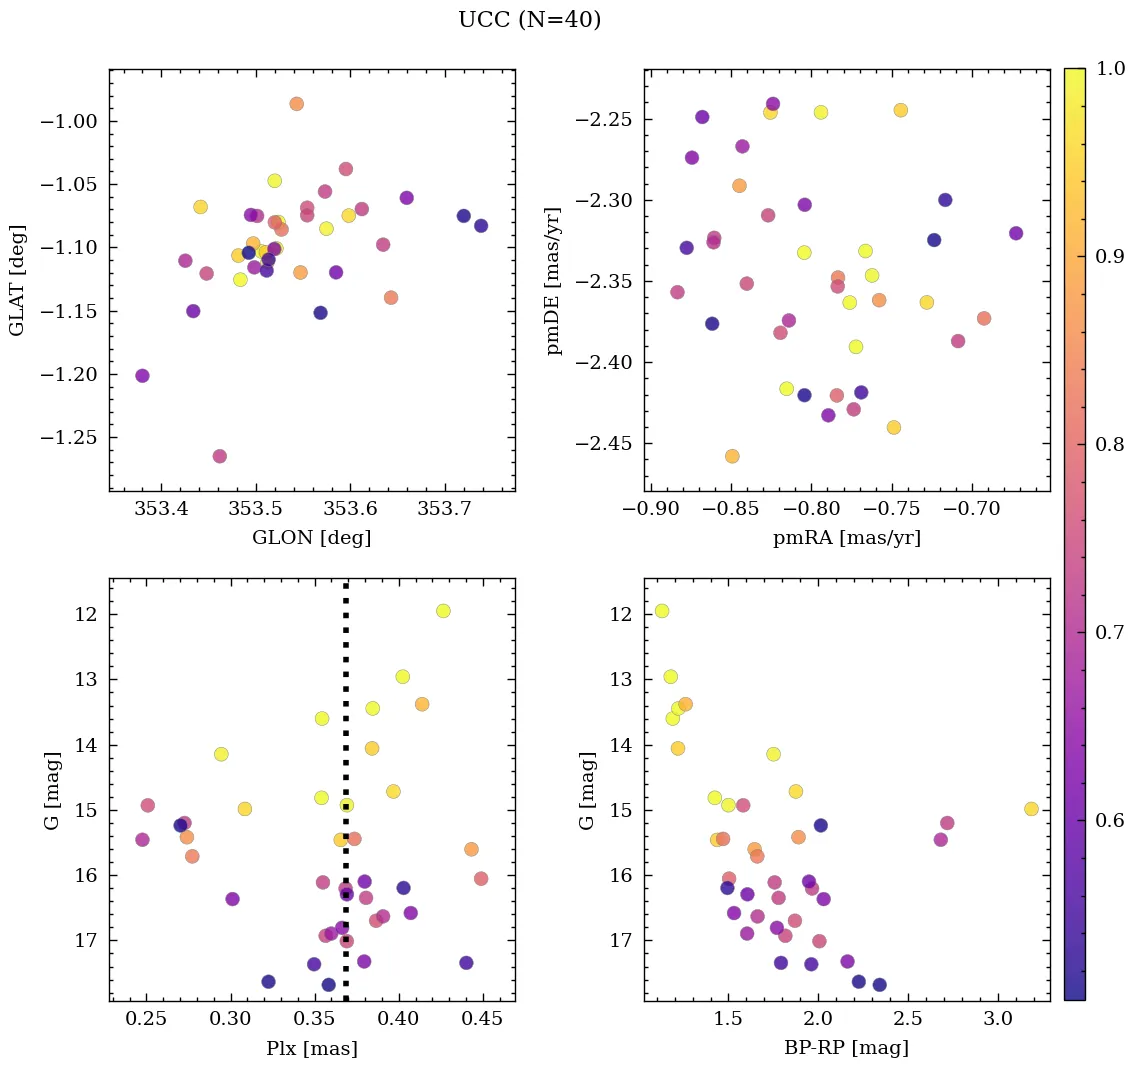 UCC (N=40)
−1.00
−1.05
−1.10
−1.15
−1.20
−1.25
GLAT [deg]
353.4 353.5 353.6 353.7
GLON [deg]
−2.25
−2.30
−2.35
−2.40
−2.45
pmDE [mas/yr]
−0.90 −0.85 −0.80 −0.75 −0.70
pmRA [mas/yr]
1.0
0.9
0.8
0.7
0.6
12
13
14
15
16
17
G [mag]
0.25 0.30 0.35 0.40 0.45
Plx [mas]
12
13
14
15
16
17
G [mag]
1.5 2.0 2.5 3.0
BP-RP [mag]